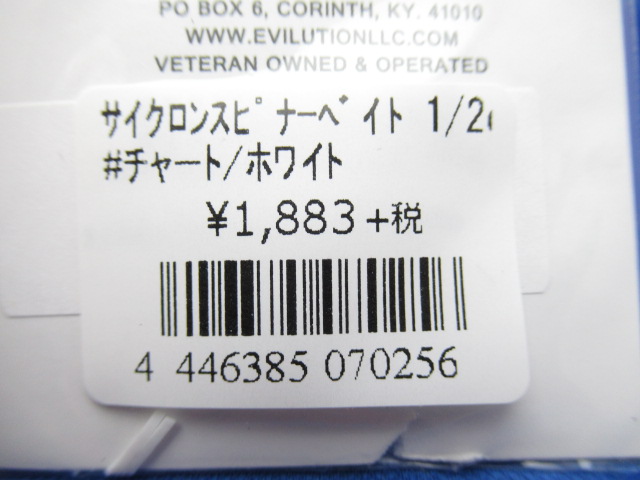 PO BOX 6, CORINTH, KY. 41010
WWW.EVILUTIONLLC.COM
VETERAN OWNED & OPERATED
サイクロンスピナーベイト 1/2
#チャート/ホワイト
¥1,883+税
4 446385 070256